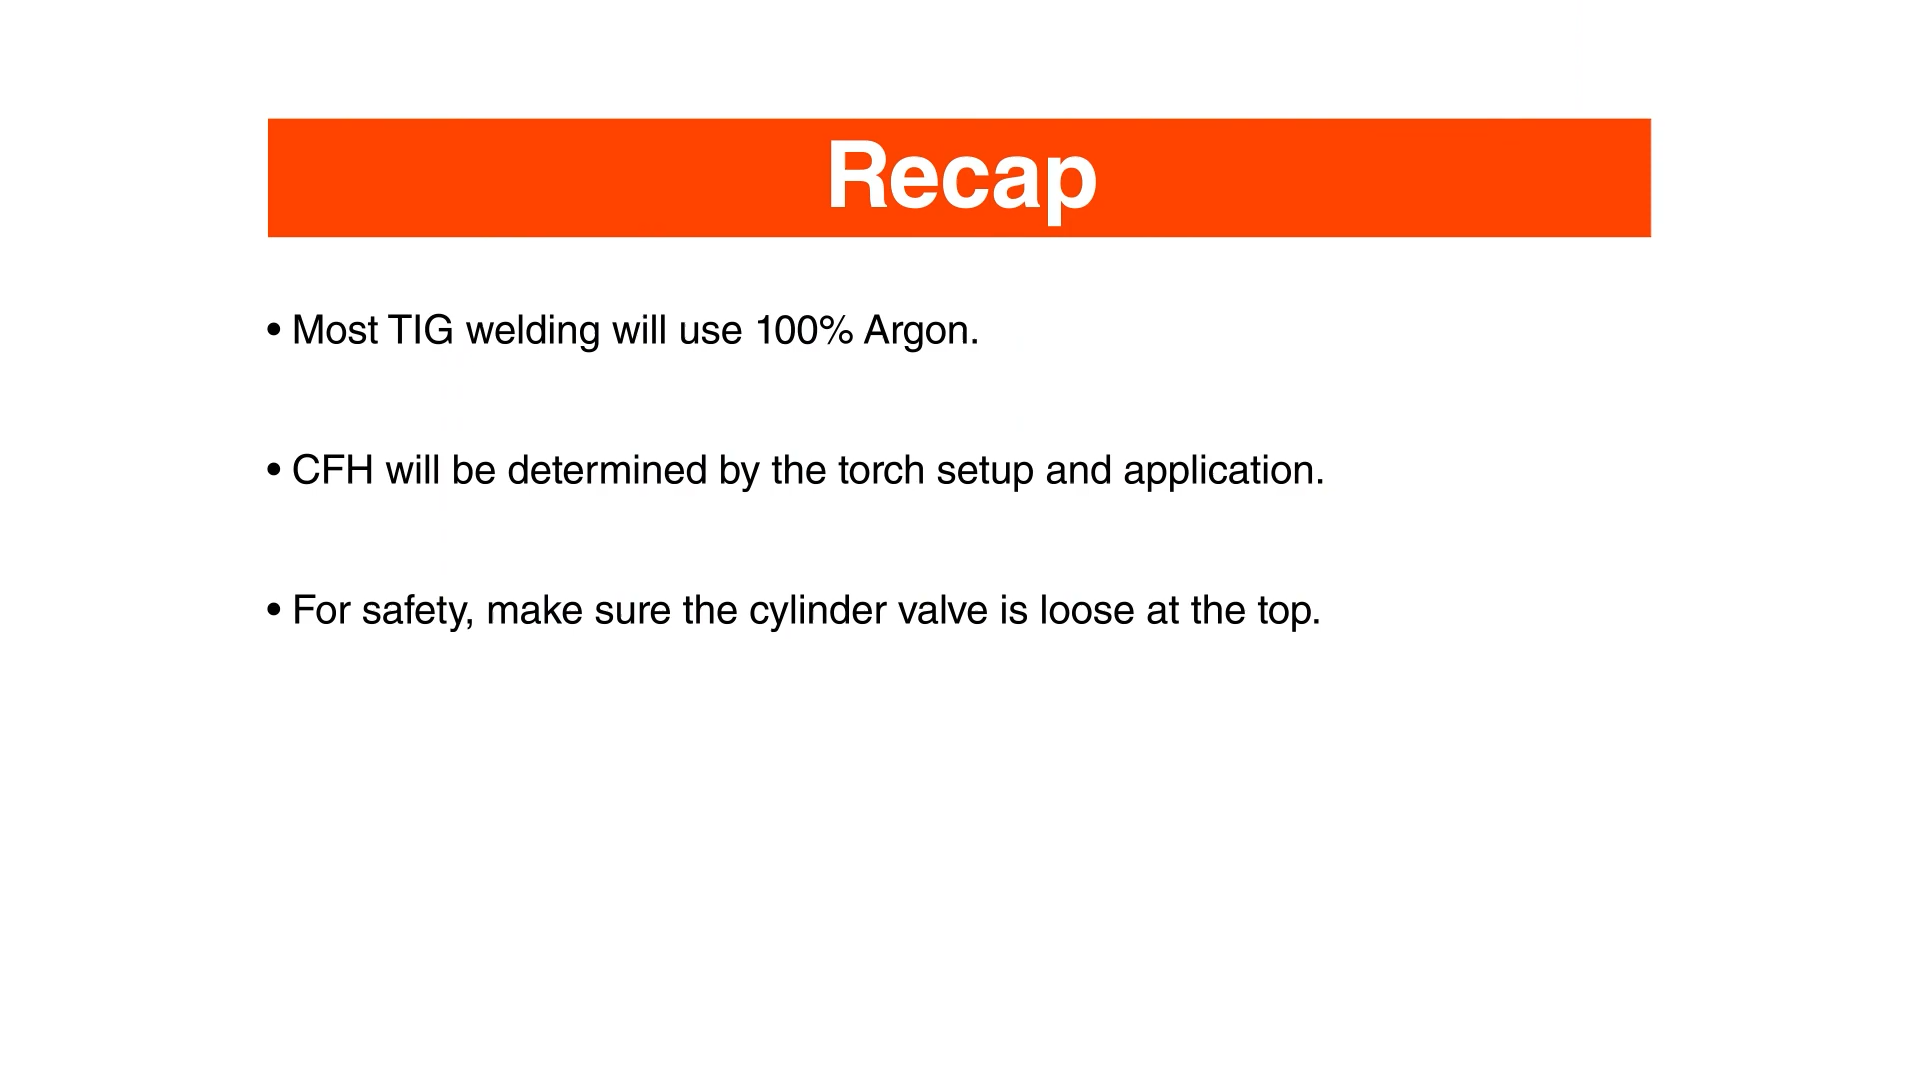 Recap
• Most TIG welding will use 100% Argon.
• CFH will be determined by the torch setup and application.
• For safety, make sure the cylinder valve is loose at the top.